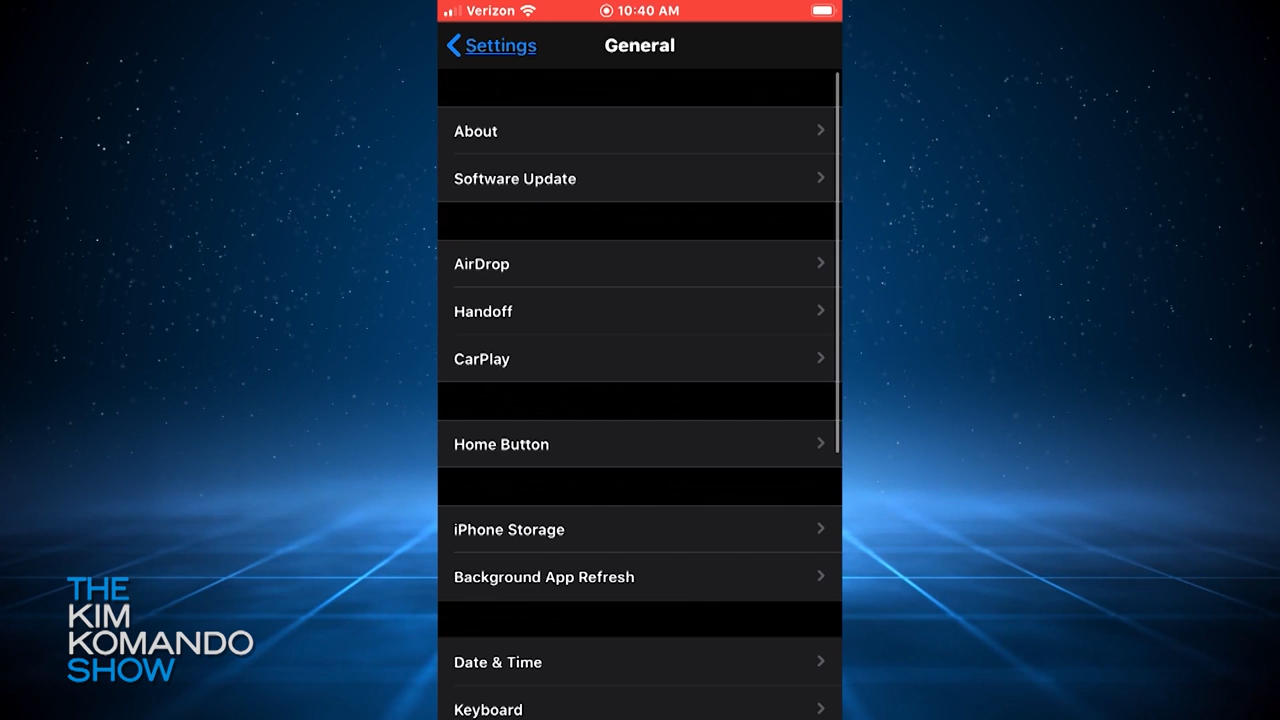 Verizon 10:40 AM
Settings General
About
Software Update
AirDrop
Handoff
CarPlay
Home Button
iPhone Storage
Background App Refresh
Date & Time
Keyboard
THE
KIM
KOMANDO
SHOW